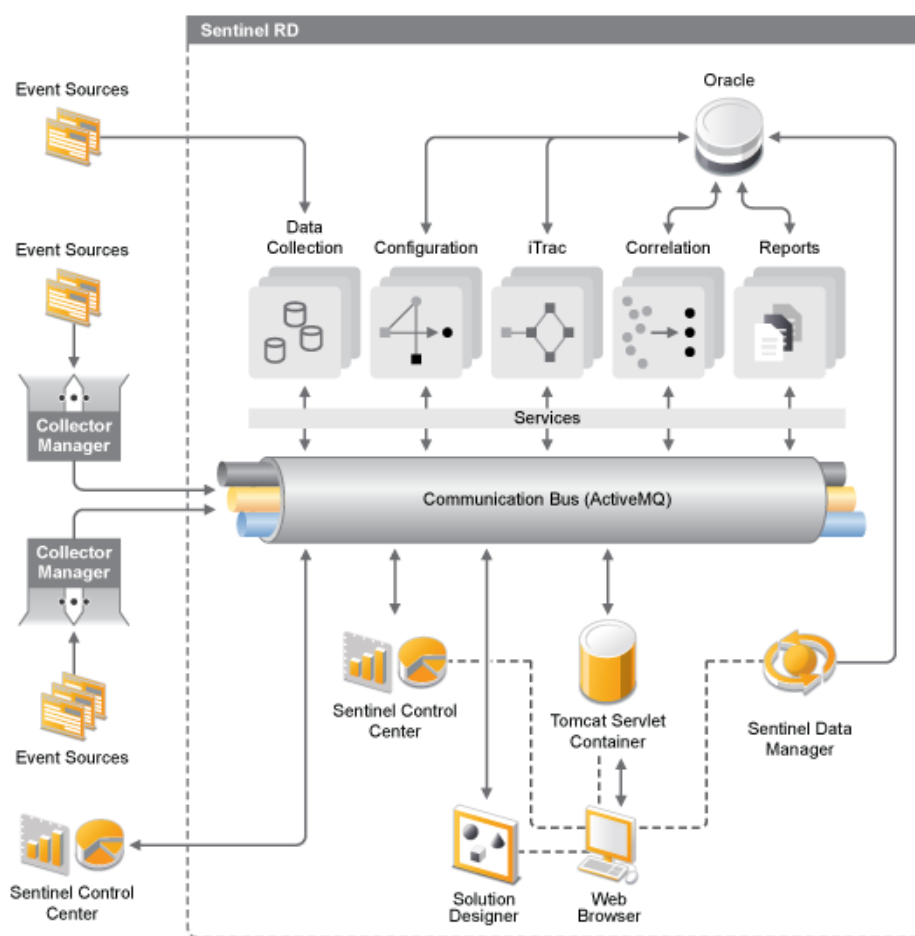 Sentinel RD
Event Sources
Oracle
Data
Collection
Configuration
iTrac
Correlation
Reports
Event Sources
Services
Collector
Manager
Communication Bus (ActiveMQ)
Collector
Manager
Event Sources
Sentinel Control
Center
Tomcat Servlet
Container
Sentinel Data
Manager
Sentinel Control
Center
Solution
Designer
Web
Browser